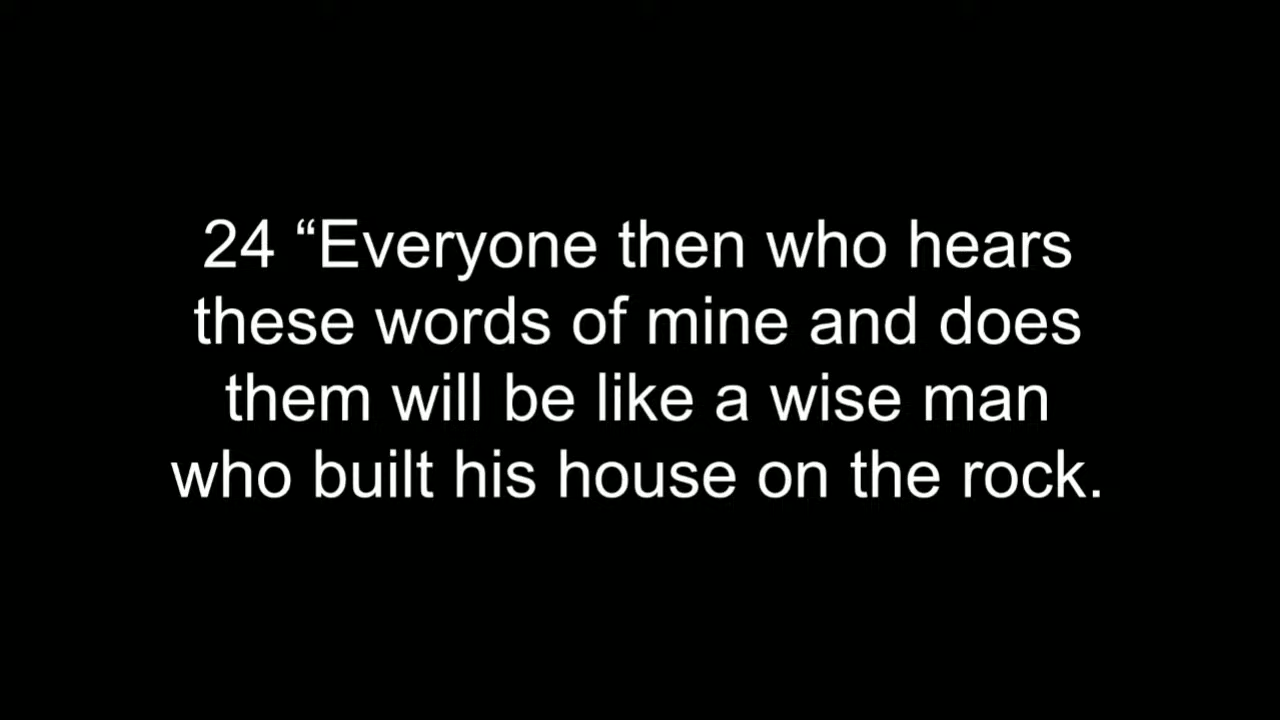 24 “Everyone then who hears
these words of mine and does
them will be like a wise man
who built his house on the rock.